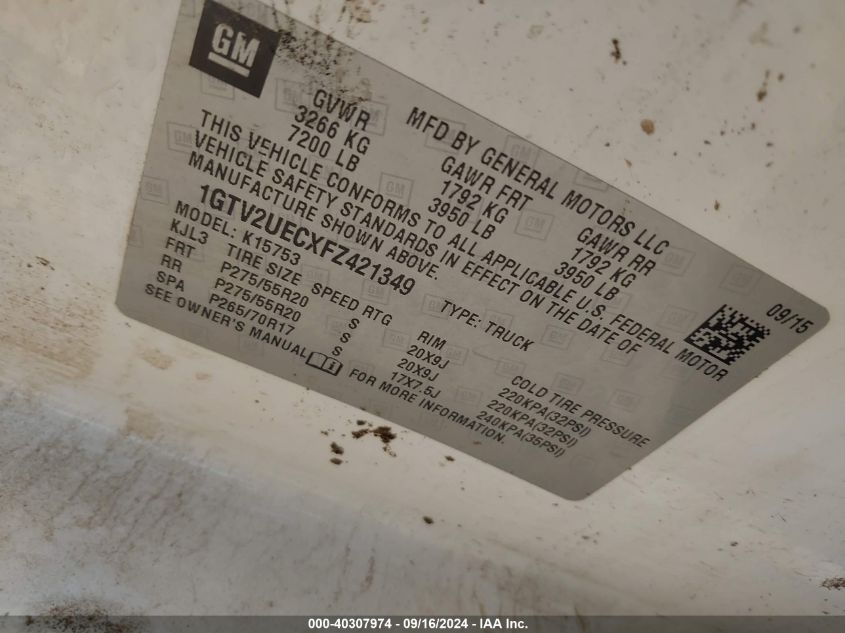 GM
MFD BY GENERAL MOTORS LLC 09/15
GVWR GAWR FRT GAWR RR
3266 KG 1792 KG 1792 KG
7200 LB 3950 LB 3950 LB
THIS VEHICLE CONFORMS TO ALL APPLICABLE U.S. FEDERAL MOTOR
VEHICLE SAFETY STANDARDS IN EFFECT ON THE DATE OF
MANUFACTURE SHOWN ABOVE.
1GTV2UECXFZ421349 TYPE: TRUCK
MODEL: K15753
KJL3 TIRE SIZE SPEED RTG RIM COLD TIRE PRESSURE
FRT P275/55R20 S 20X9J 220KPA(32PSI)
RR P275/55R20 S 20X9J 220KPA(32PSI)
SPA P265/70R17 S 17X7.5J 240KPA(35PSI)
SEE OWNER'S MANUAL FOR MORE INFORMATION.
000-40307974 - 09/16/2024 - IAA Inc.